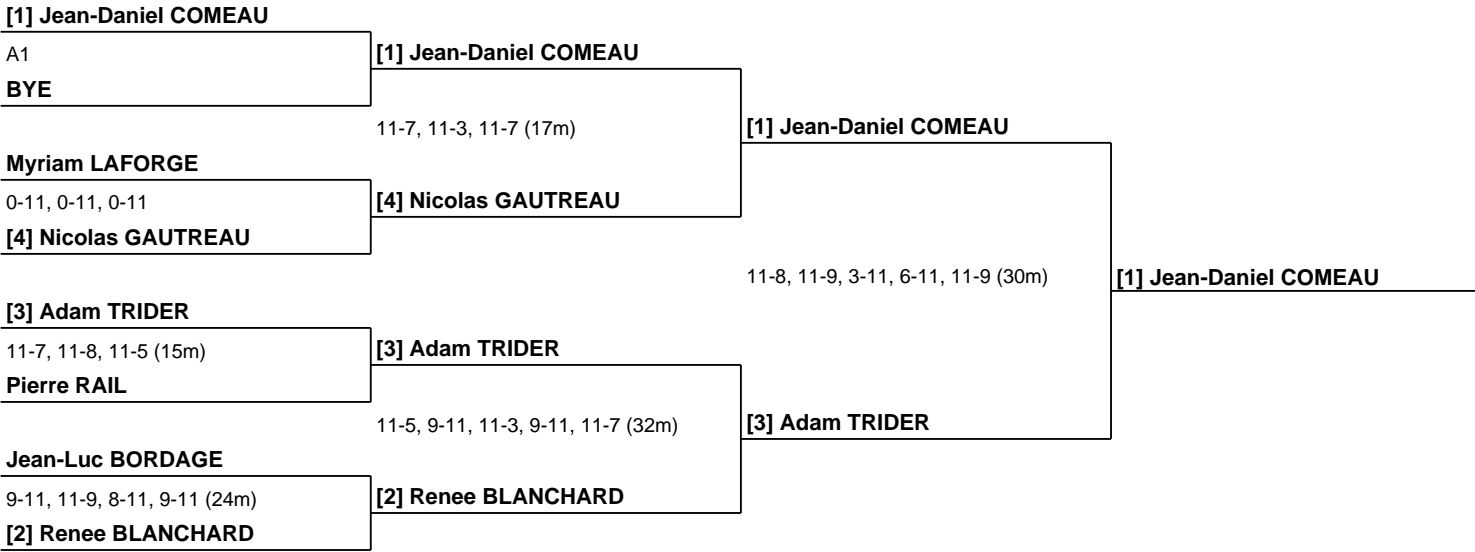 [1] Jean-Daniel COMEAU
A1
BYE
[1] Jean-Daniel COMEAU
11-7, 11-3, 11-7 (17m)
Myriam LAFORGE
0-11, 0-11, 0-11
[4] Nicolas GAUTREAU
[4] Nicolas GAUTREAU
[1] Jean-Daniel COMEAU
11-8, 11-9, 3-11, 6-11, 11-9 (30m)
[1] Jean-Daniel COMEAU
[3] Adam TRIDER
11-7, 11-8, 11-5 (15m)
Pierre RAIL
[3] Adam TRIDER
11-5, 9-11, 11-3, 9-11, 11-7 (32m)
[3] Adam TRIDER
Jean-Luc BORDAGE
9-11, 11-9, 8-11, 9-11 (24m)
[2] Renee BLANCHARD
[2] Renee BLANCHARD